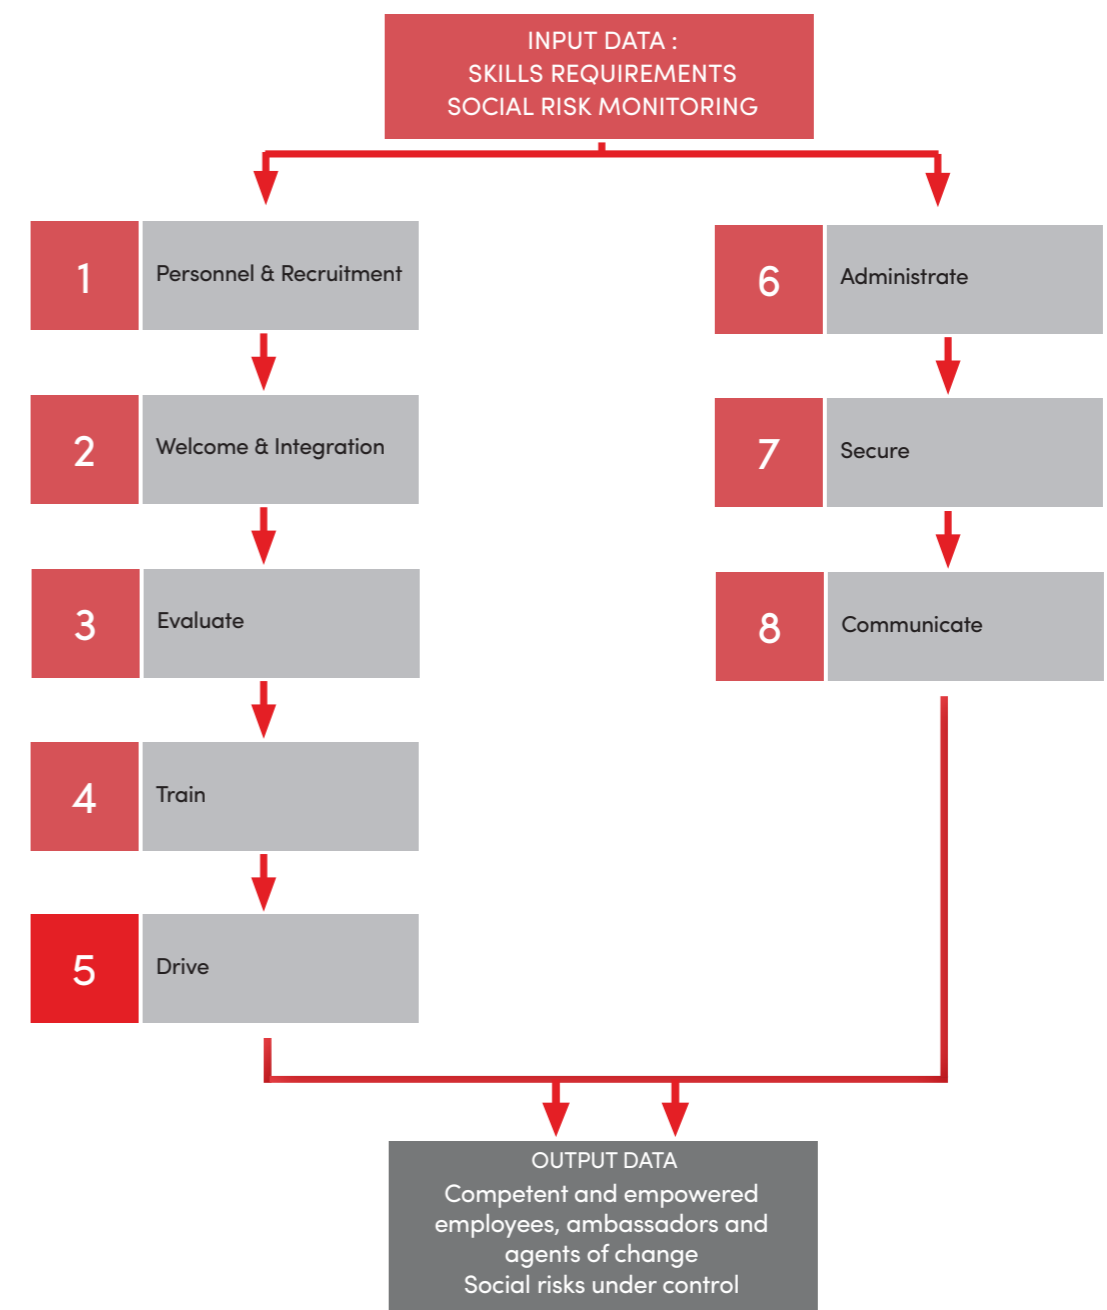 INPUT DATA :
SKILLS REQUIREMENTS
SOCIAL RISK MONITORING
1
Personnel & Recruitment
2
Welcome & Integration
3
Evaluate
4
Train
5
Drive
6
Administrate
7
Secure
8
Communicate
OUTPUT DATA
Competent and empowered
employees, ambassadors and
agents of change
Social risks under control